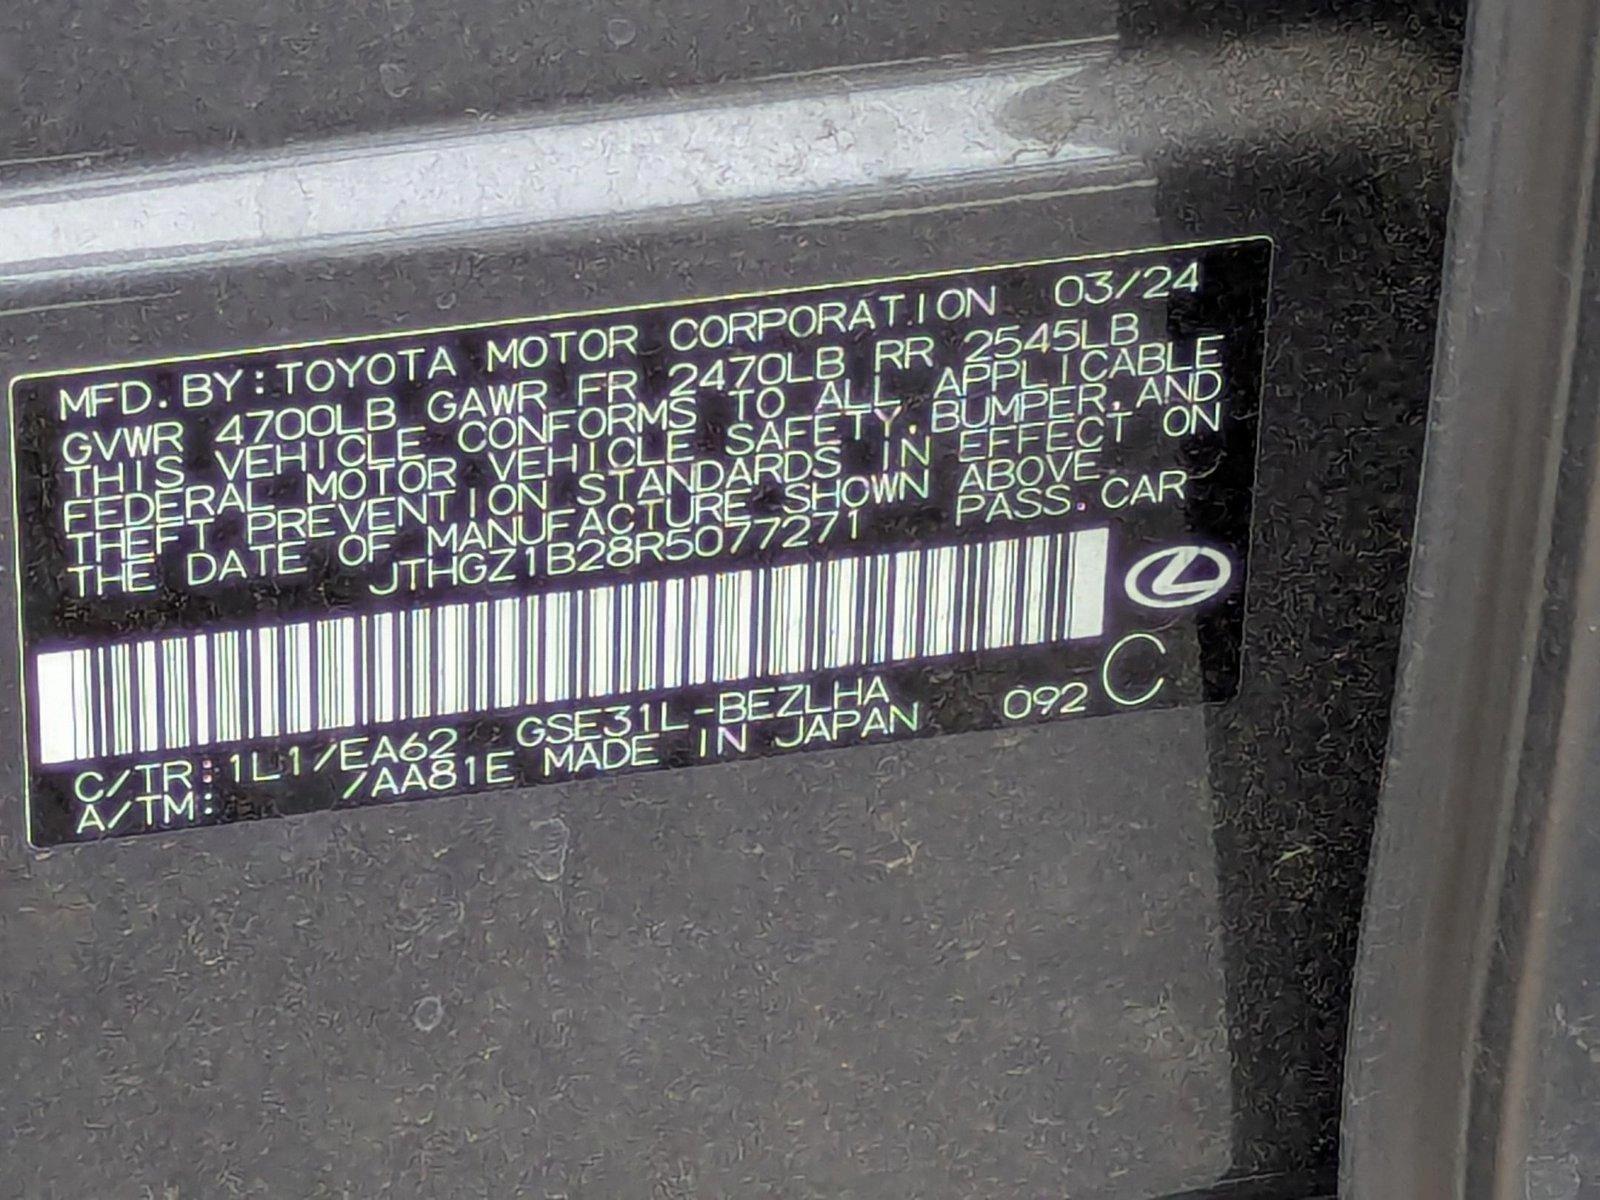 MFD. BY: TOYOTA MOTOR CORPORATION 03/24
GVWR 4700LB GAWR FR 2470LB RR 2545LB
THIS VEHICLE CONFORMS TO ALL APPLICABLE
FEDERAL MOTOR VEHICLE SAFETY, BUMPER, AND
THEFT PREVENTION STANDARDS IN EFFECT ON
THE DATE OF MANUFACTURE SHOWN ABOVE.
JTHGZ1B28R5077271 PASS. CAR
C/TR: 1L1/EA62 GSE31L-BEZLHA 092 C
A/TM: /AA81E MADE IN JAPAN